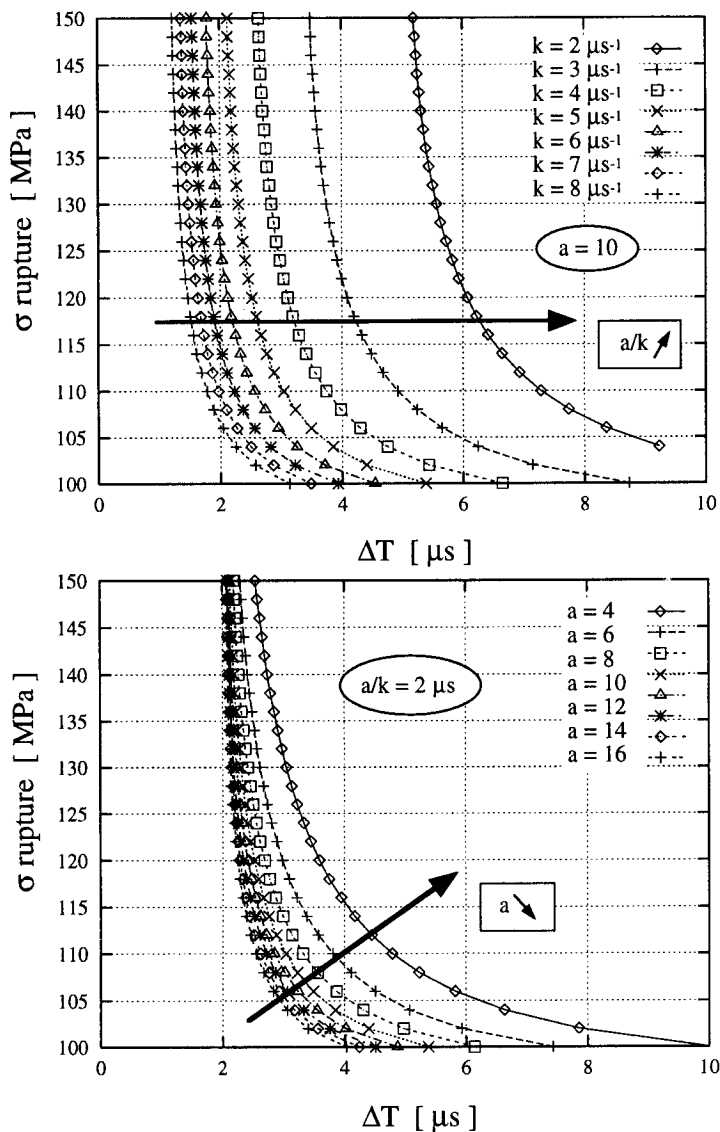 150
145
140
135
130
125
120
115
110
105
100
σ rupture [ MPa]
k = 2 μs-1
k = 3 μs-1
k = 4 μs-1
k = 5 μs-1
k = 6 μs-1
k = 7 μs-1
k = 8 μs-1
a = 10
a/k
0 2 4 6 8 10
ΔT [ μs]
150
145
140
135
130
125
120
115
110
105
100
σ rupture [ MPa]
a = 4
a = 6
a = 8
a = 10
a = 12
a = 14
a = 16
a/k = 2 μs
a
0 2 4 6 8 10
ΔT [ μs]